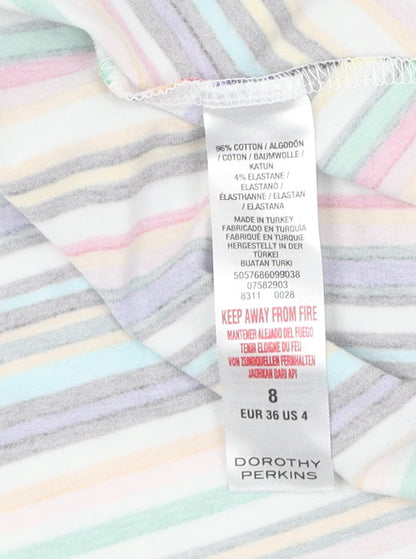 96% COTTON / ALGODÓN
/ COTON / BAUMWOLLE /
KATUN
4% ELASTANE /
ELASTANO /
ÉLASTHANNE / ELASTAN /
ELASTANA
MADE IN TURKEY
FABRICADO EN TURQUÍA
FABRIQUÉ EN TURQUIE
HERGESTELLT IN DER
TÜRKEI
BUATAN TURKI
5057686099038
07582903
8311 0028
KEEP AWAY FROM FIRE
MANTENER ALEJADO DEL FUEGO
TENIR ELOIGNE DU FEU
VON ZUNDQUELLEN FERNHALTEN
JAUHKAN DARI API
8
EUR 36 US 4
DOROTHY
PERKINS